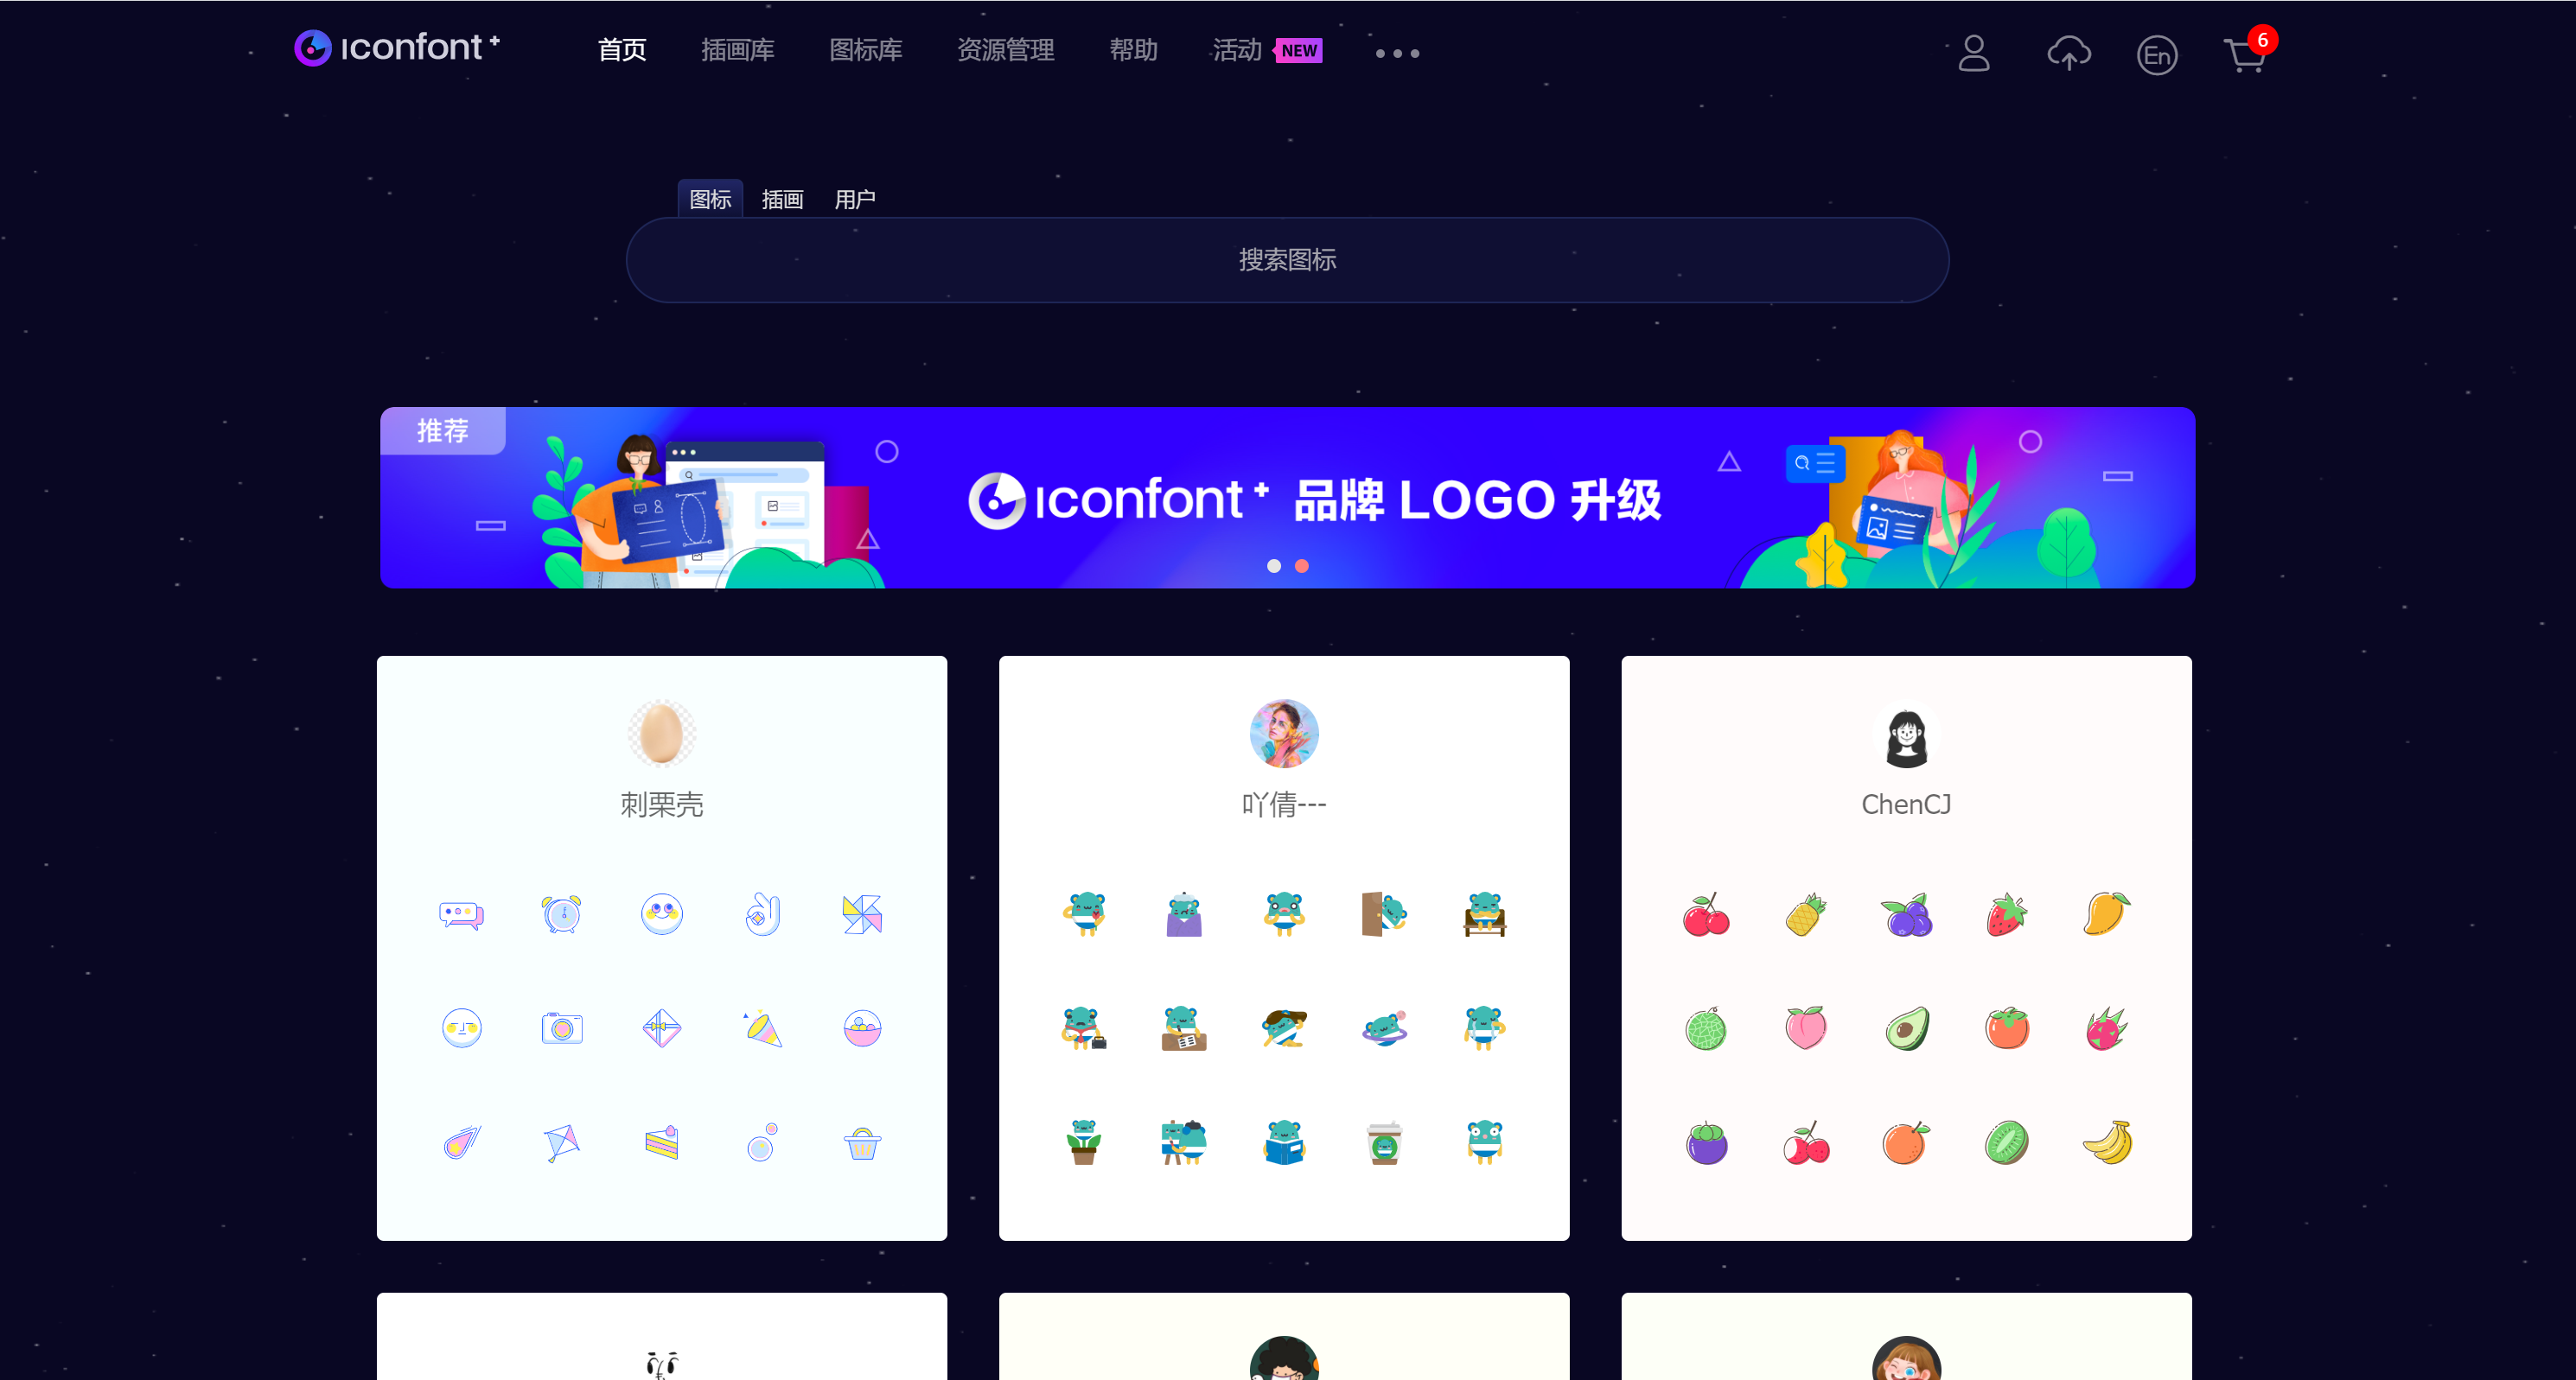 iconfont+
首页 插画库 图标库 资源管理 帮助 活动 NEW
En
6
图标 插画 用户
搜索图标
推荐
iconfont+ 品牌 LOGO 升级
刺栗壳
吖倩---
ChenCJ